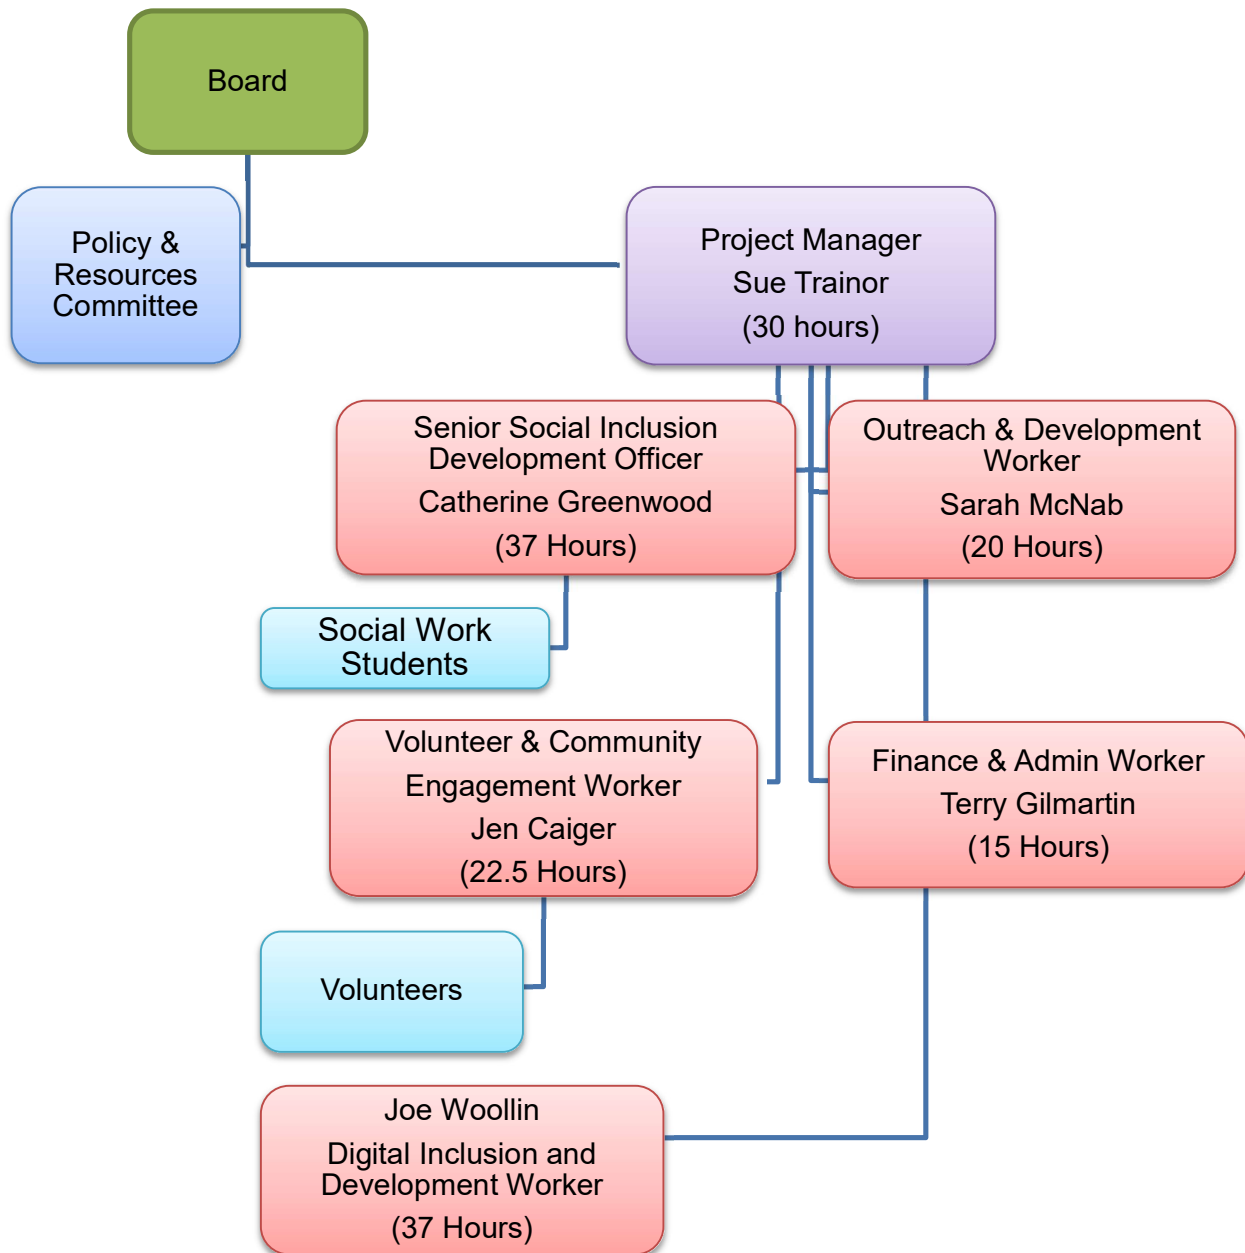 Board
Policy &
Resources
Committee
Project Manager
Sue Trainor
(30 hours)
Senior Social Inclusion
Development Officer
Catherine Greenwood
(37 Hours)
Outreach & Development
Worker
Sarah McNab
(20 Hours)
Social Work
Students
Volunteer & Community
Engagement Worker
Jen Caiger
(22.5 Hours)
Finance & Admin Worker
Terry Gilmartin
(15 Hours)
Volunteers
Joe Woollin
Digital Inclusion and
Development Worker
(37 Hours)